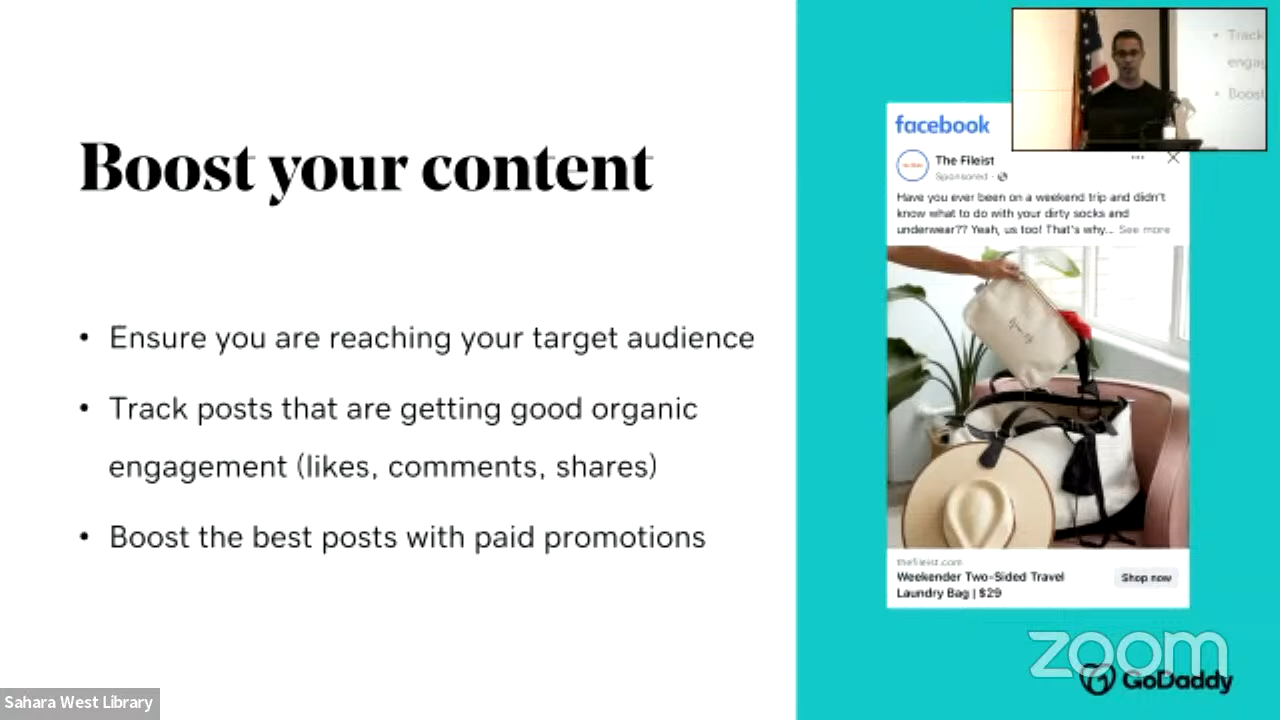 Boost your content
• Ensure you are reaching your target audience
• Track posts that are getting good organic
engagement (likes, comments, shares)
• Boost the best posts with paid promotions
• Track
engag
• Boost
facebook
The Fileist
Sponsored ·
Have you ever been on a weekend trip and didn't
know what to do with your dirty socks and
underwear?? Yeah, us too! That's why... See more
thefileist.com
Weekender Two-Sided Travel
Laundry Bag | $29
Shop now
zoom
GoDaddy
Sahara West Library